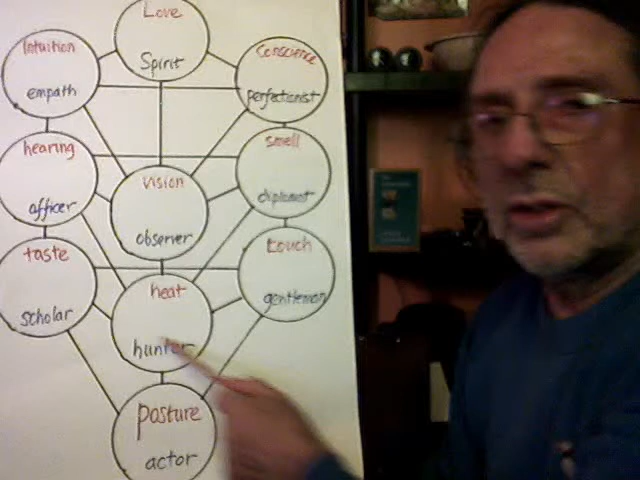 Love
Spirit
Intuition
empath
Conscience
perfectionist
hearing
officer
smell
diplomat
vision
observer
taste
scholar
touch
gentleman
heat
hunter
posture
actor